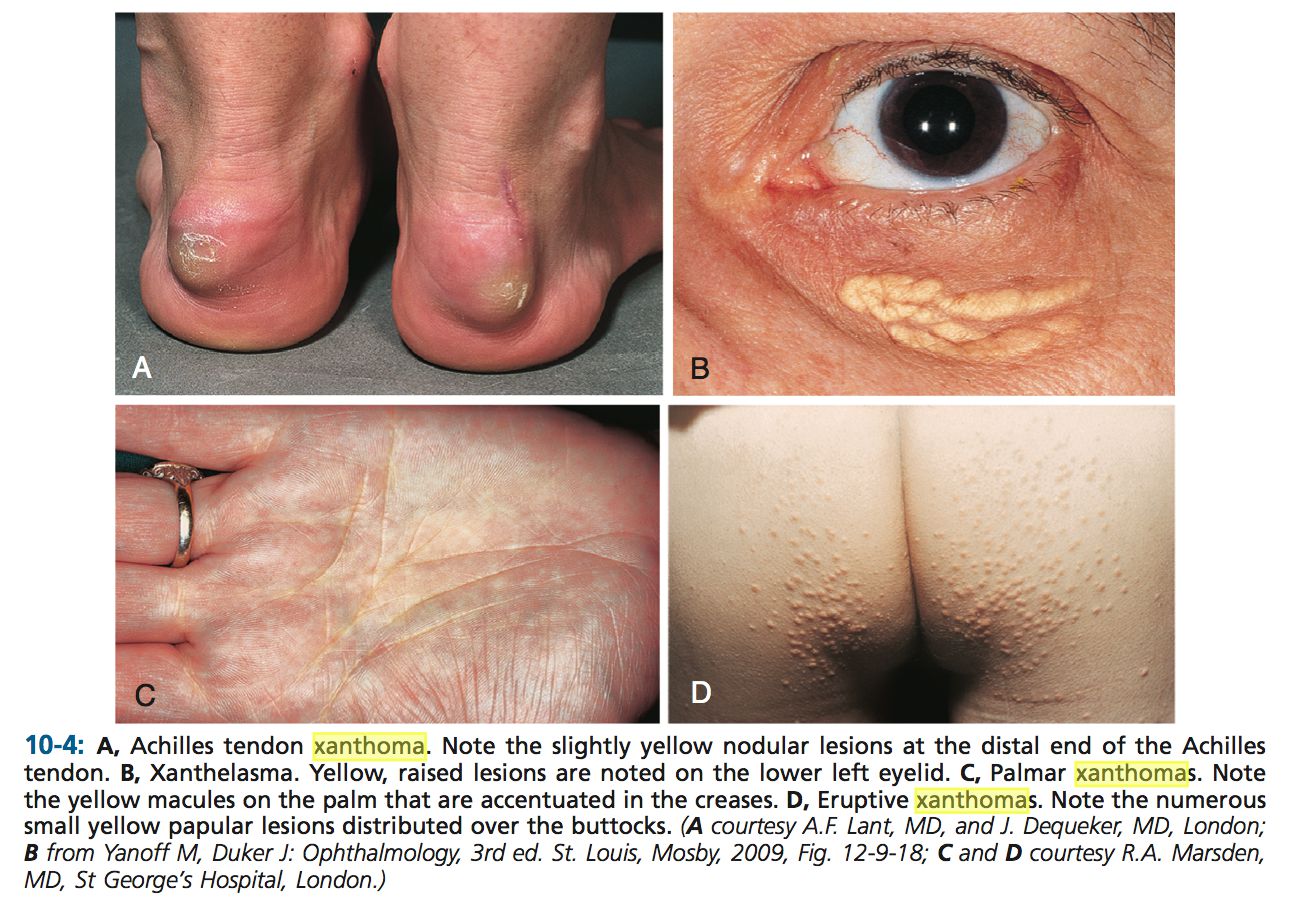 A
B
C
D
10-4: A, Achilles tendon xanthoma. Note the slightly yellow nodular lesions at the distal end of the Achilles
tendon. B, Xanthelasma. Yellow, raised lesions are noted on the lower left eyelid. C, Palmar xanthomas. Note
the yellow macules on the palm that are accentuated in the creases. D, Eruptive xanthomas. Note the numerous
small yellow papular lesions distributed over the buttocks. (A courtesy A.F. Lant, MD, and J. Dequeker, MD, London;
B from Yanoff M, Duker J: Ophthalmology, 3rd ed. St. Louis, Mosby, 2009, Fig. 12-9-18; C and D courtesy R.A. Marsden,
MD, St George's Hospital, London.)